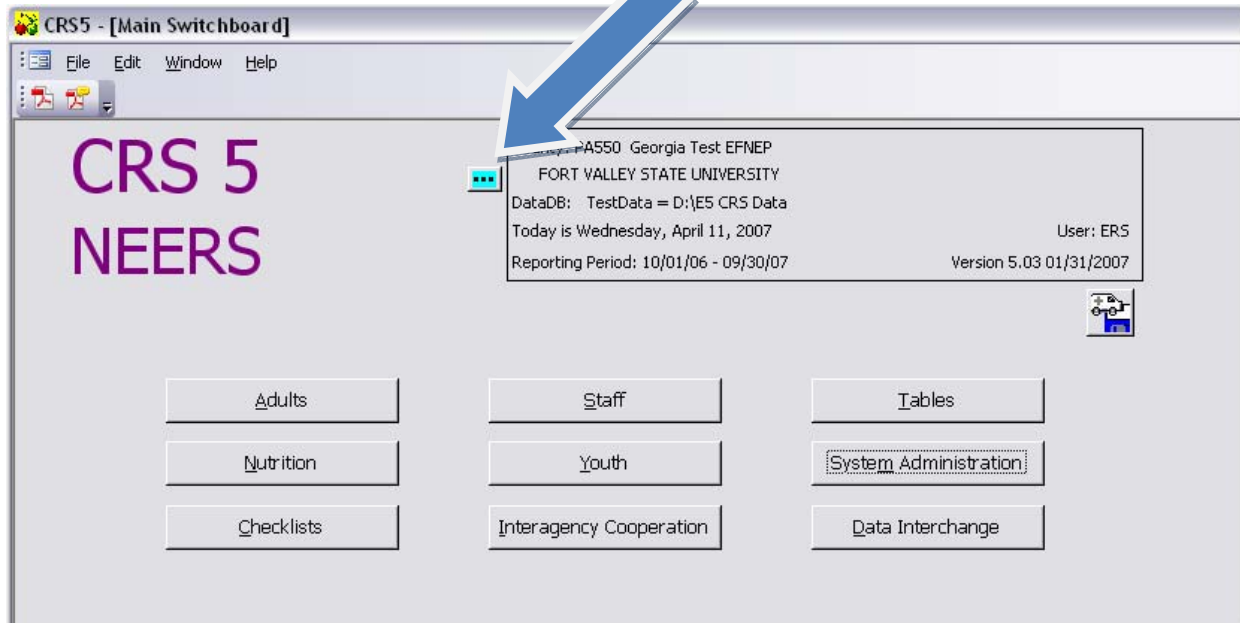 CRS5 - [Main Switchboard]
File Edit Window Help
CRS 5
NEERS
... PA550 Georgia Test EFNEP
FORT VALLEY STATE UNIVERSITY
DataDB: TestData = D:\E5 CRS Data
Today is Wednesday, April 11, 2007 User: ERS
Reporting Period: 10/01/06 - 09/30/07 Version 5.03 01/31/2007
Adults Staff Tables
Nutrition Youth System Administration
Checklists Interagency Cooperation Data Interchange